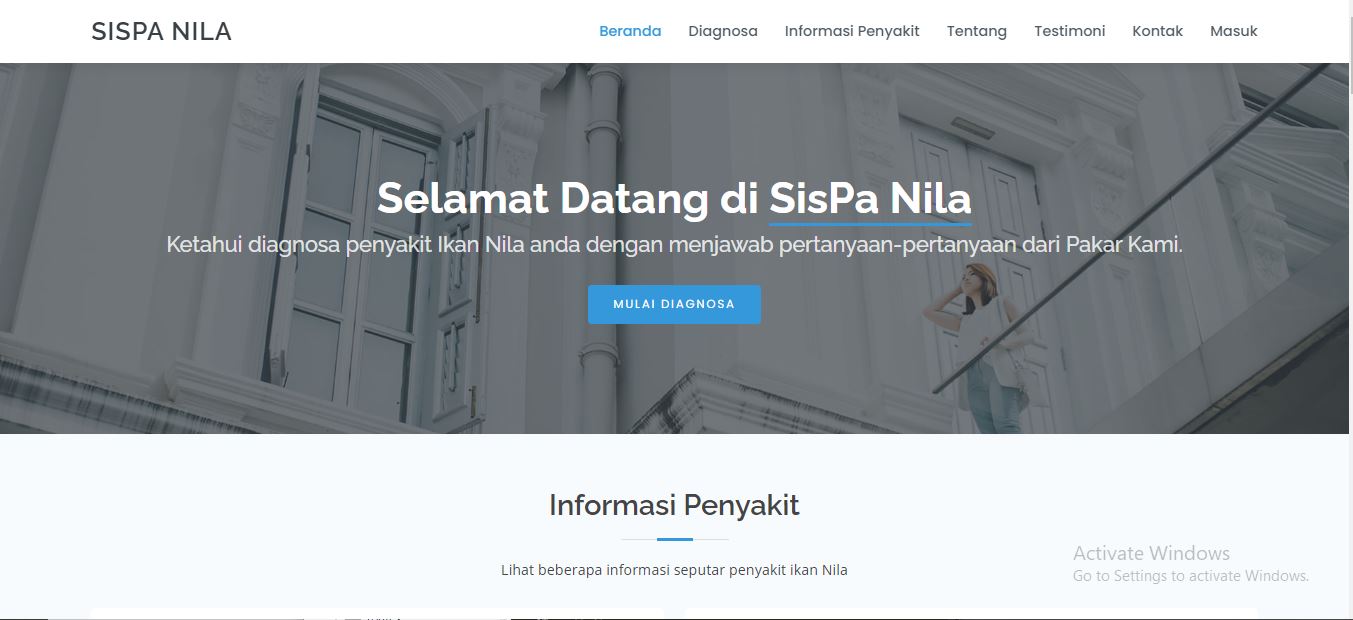 SISPA NILA
Beranda Diagnosa Informasi Penyakit Tentang Testimoni Kontak Masuk
Selamat Datang di SisPa Nila
Ketahui diagnosa penyakit Ikan Nila anda dengan menjawab pertanyaan-pertanyaan dari Pakar Kami.
MULAI DIAGNOSA
Informasi Penyakit
Lihat beberapa informasi seputar penyakit ikan Nila
Activate Windows
Go to Settings to activate Windows.